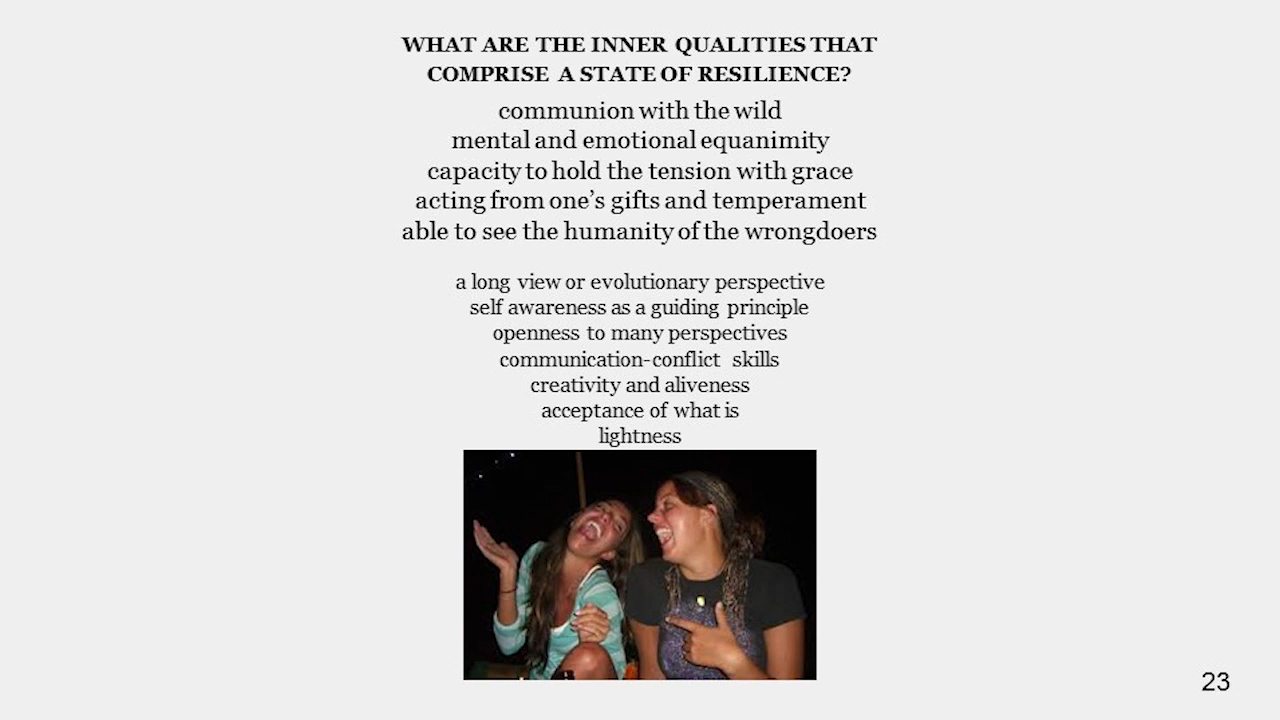 WHAT ARE THE INNER QUALITIES THAT
COMPRISE A STATE OF RESILIENCE?
communion with the wild
mental and emotional equanimity
capacity to hold the tension with grace
acting from one’s gifts and temperament
able to see the humanity of the wrongdoers
a long view or evolutionary perspective
self awareness as a guiding principle
openness to many perspectives
communication-conflict skills
creativity and aliveness
acceptance of what is
lightness
23